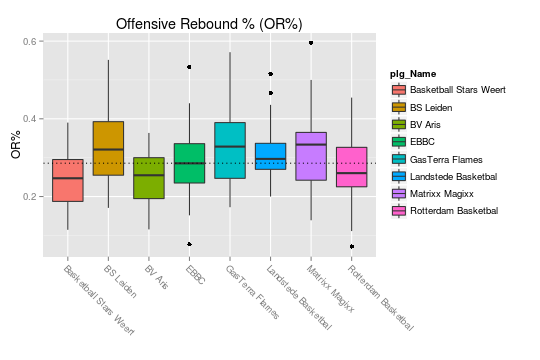 Offensive Rebound % (OR%)
0.6
0.4
0.2
OR%
Basketball Stars Weert
BS Leiden
BV Aris
EBBC
GasTerra Flames
Landstede Basketbal
Matrixx Magixx
Rotterdam Basketbal
plg_Name
Basketball Stars Weert
BS Leiden
BV Aris
EBBC
GasTerra Flames
Landstede Basketbal
Matrixx Magixx
Rotterdam Basketbal